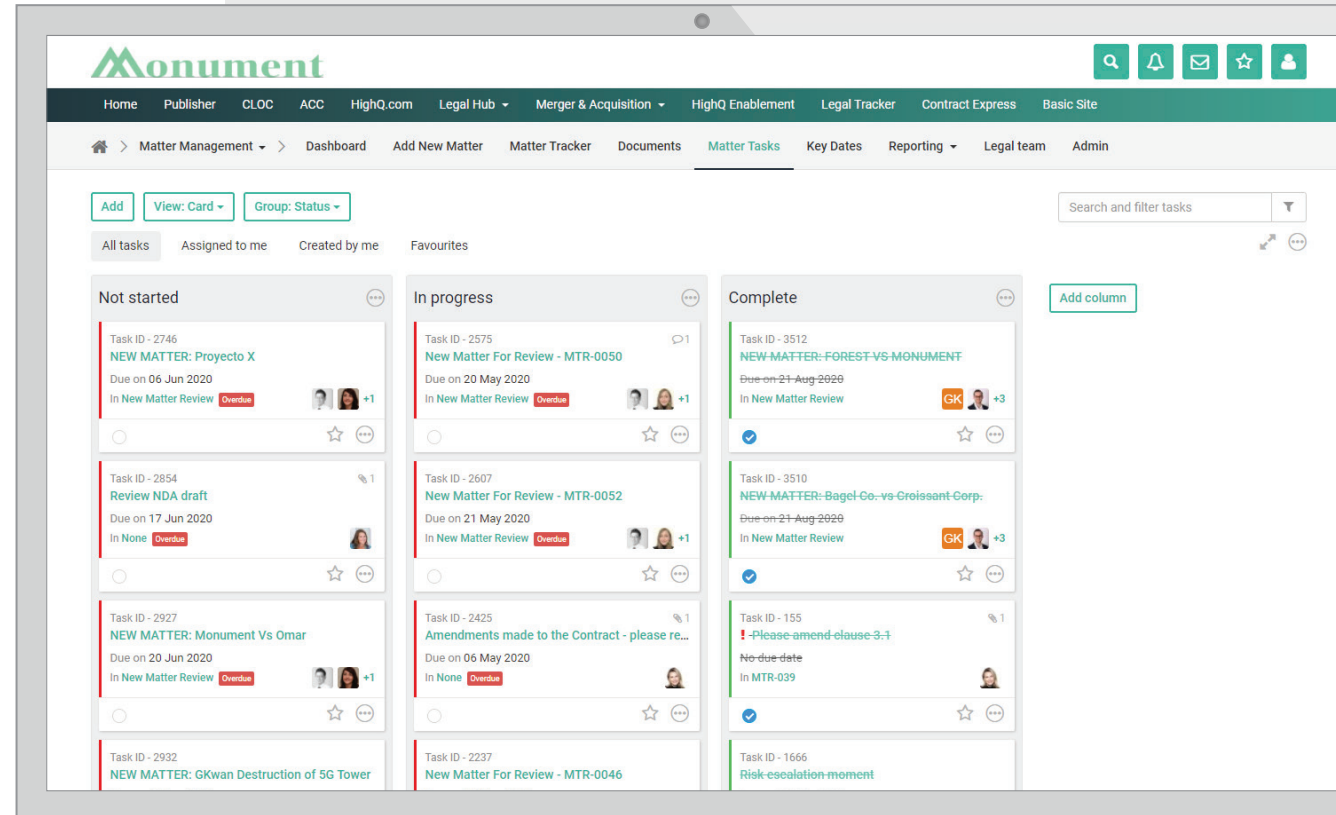 Monument
Home Publisher CLOC ACC HighQ.com Legal Hub Merger & Acquisition HighQ Enablement Legal Tracker Contract Express Basic Site
Matter Management Dashboard Add New Matter Matter Tracker Documents Matter Tasks Key Dates Reporting Legal team Admin
Add View: Card Group: Status Search and filter tasks
All tasks Assigned to me Created by me Favourites
Not started
Task ID - 2746
NEW MATTER: Proyecto X
Due on 06 Jun 2020
In New Matter Review Overdue +1
Task ID - 2854 1
Review NDA draft
Due on 17 Jun 2020
In None Overdue
Task ID - 2927
NEW MATTER: Monument Vs Omar
Due on 20 Jun 2020
In New Matter Review Overdue +1
Task ID - 2932
NEW MATTER: GKwan Destruction of 5G Tower
In progress
Task ID - 2575 1
New Matter For Review - MTR-0050
Due on 20 May 2020
In New Matter Review Overdue +1
Task ID - 2607
New Matter For Review - MTR-0052
Due on 21 May 2020
In New Matter Review Overdue +1
Task ID - 2425 1
Amendments made to the Contract - please re...
Due on 06 May 2020
In None Overdue
Task ID - 2237
New Matter For Review - MTR-0046
Complete
Task ID - 3512
NEW MATTER: FOREST VS MONUMENT
Due on 21 Aug 2020
In New Matter Review GK +3
Task ID - 3510
NEW MATTER: Bagel Co. vs Croissant Corp.
Due on 21 Aug 2020
In New Matter Review GK +3
Task ID - 155 1
! Please amend clause 3.1
No due date
In MTR-039
Task ID - 1666
Risk escalation moment
Add column